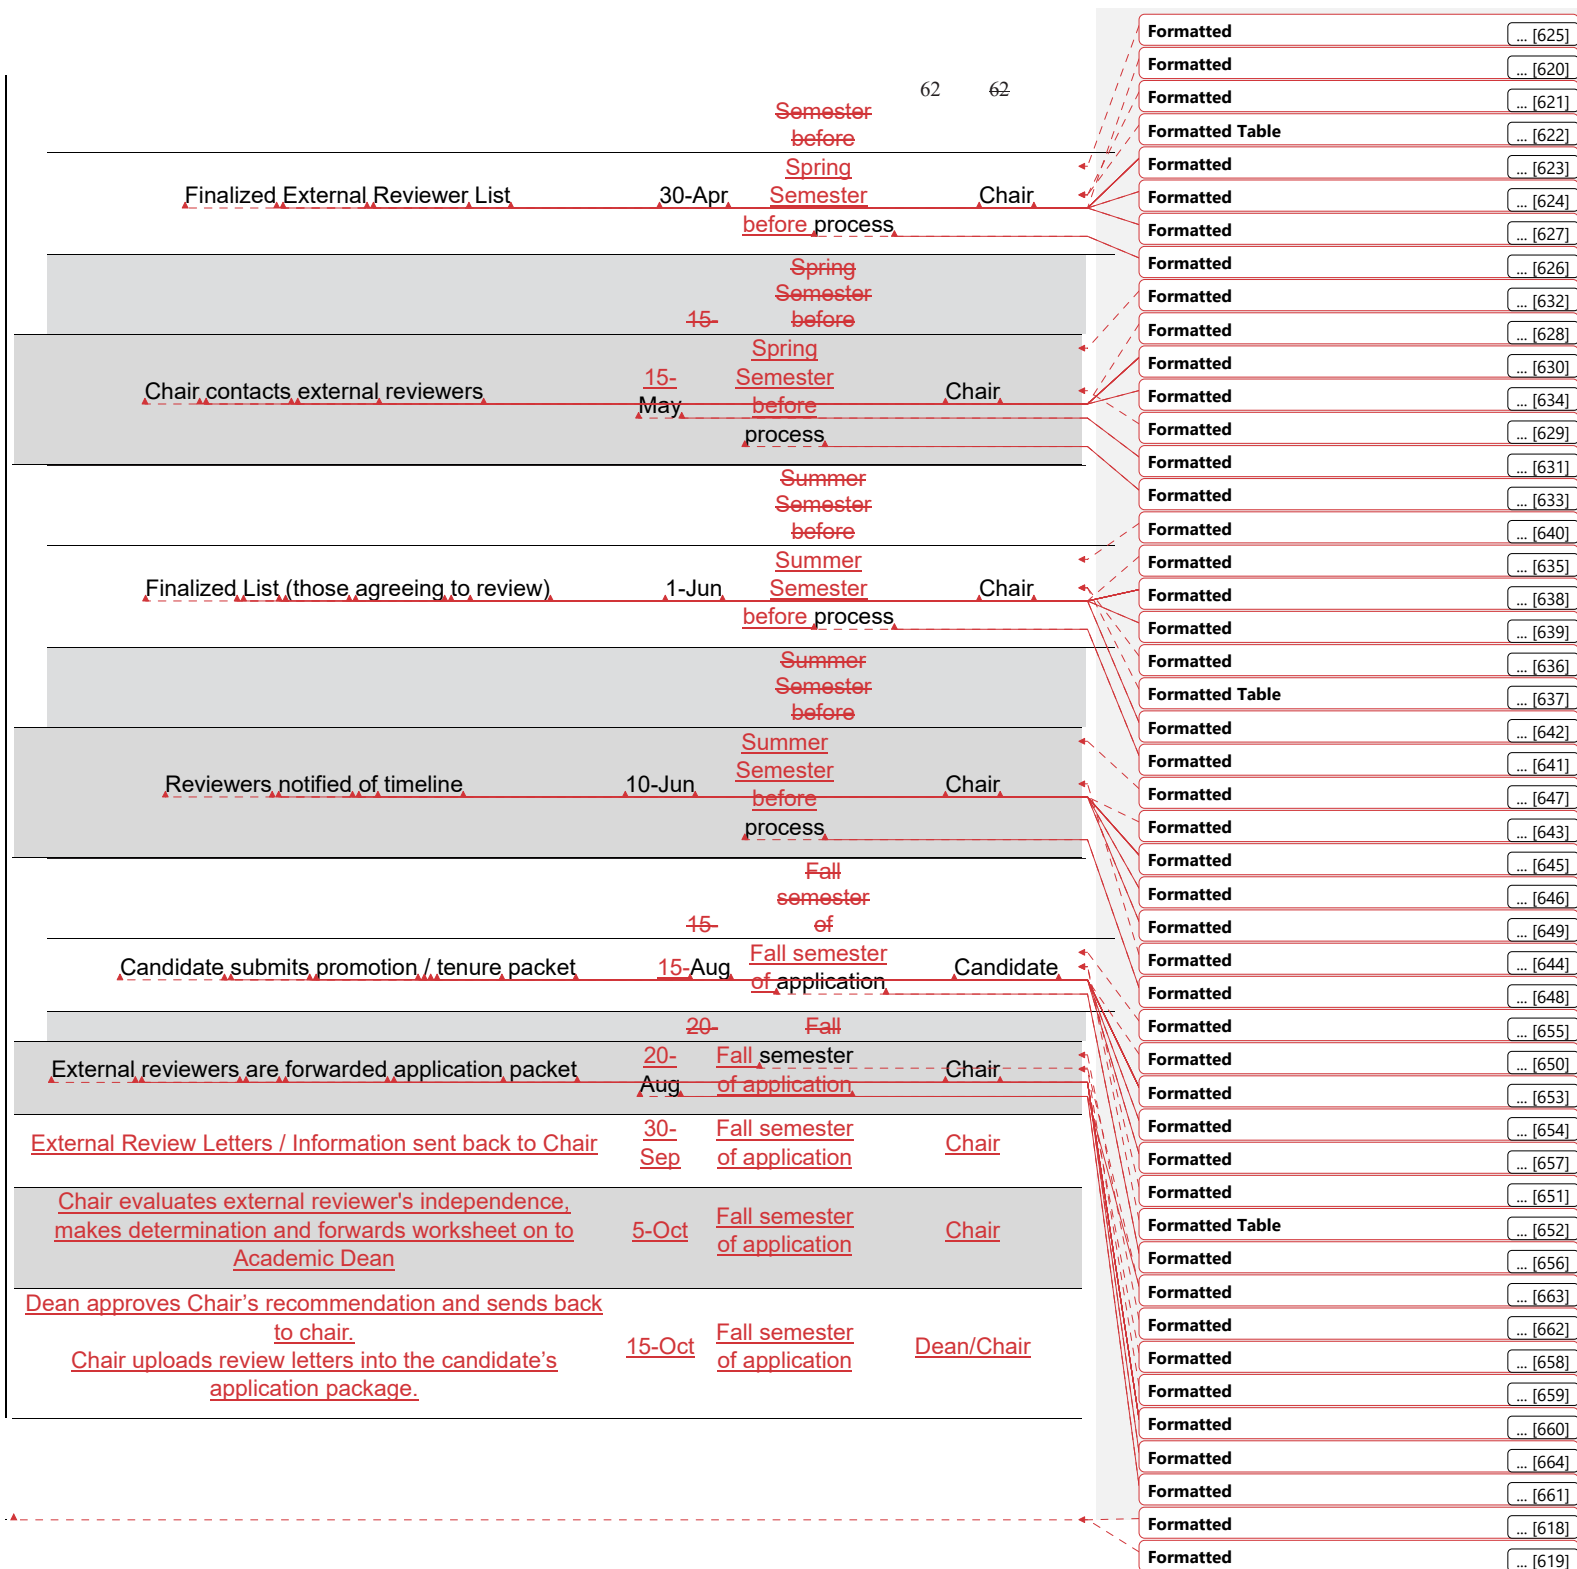 62 62
Semester
before
Spring
Finalized External Reviewer List 30-Apr Semester Chair
before process
Spring
Semester
15- before
Spring
15- Semester
Chair contacts external reviewers before Chair
May
process
Summer
Semester
before
Summer
Finalized List (those agreeing to review) 1-Jun Semester Chair
before process
Summer
Semester
before
Summer
Semester
Reviewers notified of timeline 10-Jun before Chair
process
Fall
semester
15- of
Candidate submits promotion / tenure packet 15-Aug Fall semester Candidate
of application
20- Fall
20- Fall semester
External reviewers are forwarded application packet Chair
Aug of application
30- Fall semester
External Review Letters / Information sent back to Chair Chair
Sep of application
Chair evaluates external reviewer's independence,
makes determination and forwards worksheet on to 5-Oct Fall semester Chair
of application
Academic Dean
Dean approves Chair’s recommendation and sends back
to chair. 15-Oct Fall semester Dean/Chair
Chair uploads review letters into the candidate’s of application
application package.
Formatted ... [625]
Formatted ... [620]
Formatted ... [621]
Formatted Table ... [622]
Formatted ... [623]
Formatted ... [624]
Formatted ... [627]
Formatted ... [626]
Formatted ... [632]
Formatted ... [628]
Formatted ... [630]
Formatted ... [634]
Formatted ... [629]
Formatted ... [631]
Formatted ... [633]
Formatted ... [640]
Formatted ... [635]
Formatted ... [638]
Formatted ... [639]
Formatted ... [636]
Formatted Table ... [637]
Formatted ... [642]
Formatted ... [641]
Formatted ... [647]
Formatted ... [643]
Formatted ... [645]
Formatted ... [646]
Formatted ... [649]
Formatted ... [644]
Formatted ... [648]
Formatted ... [655]
Formatted ... [650]
Formatted ... [653]
Formatted ... [654]
Formatted ... [657]
Formatted ... [651]
Formatted Table ... [652]
Formatted ... [656]
Formatted ... [663]
Formatted ... [662]
Formatted ... [658]
Formatted ... [659]
Formatted ... [660]
Formatted ... [664]
Formatted ... [661]
Formatted ... [618]
Formatted ... [619]